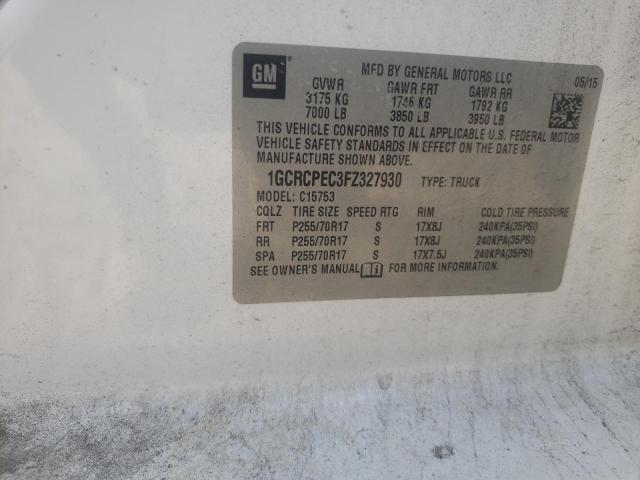 GM
MFD BY GENERAL MOTORS LLC 05/15
GVWR GAWR FRT GAWR RR
3175 KG 1746 KG 1792 KG
7000 LB 3850 LB 3950 LB
THIS VEHICLE CONFORMS TO ALL APPLICABLE U.S. FEDERAL MOTOR
VEHICLE SAFETY STANDARDS IN EFFECT ON THE DATE OF
MANUFACTURE SHOWN ABOVE.
1GCRCPEC3FZ327930 TYPE: TRUCK
MODEL: C15753
CQLZ TIRE SIZE SPEED RTG RIM COLD TIRE PRESSURE
FRT P255/70R17 S 17X8J 240KPA(35PSI)
RR P255/70R17 S 17X8J 240KPA(35PSI)
SPA P255/70R17 S 17X7.5J 240KPA(35PSI)
SEE OWNER'S MANUAL FOR MORE INFORMATION.